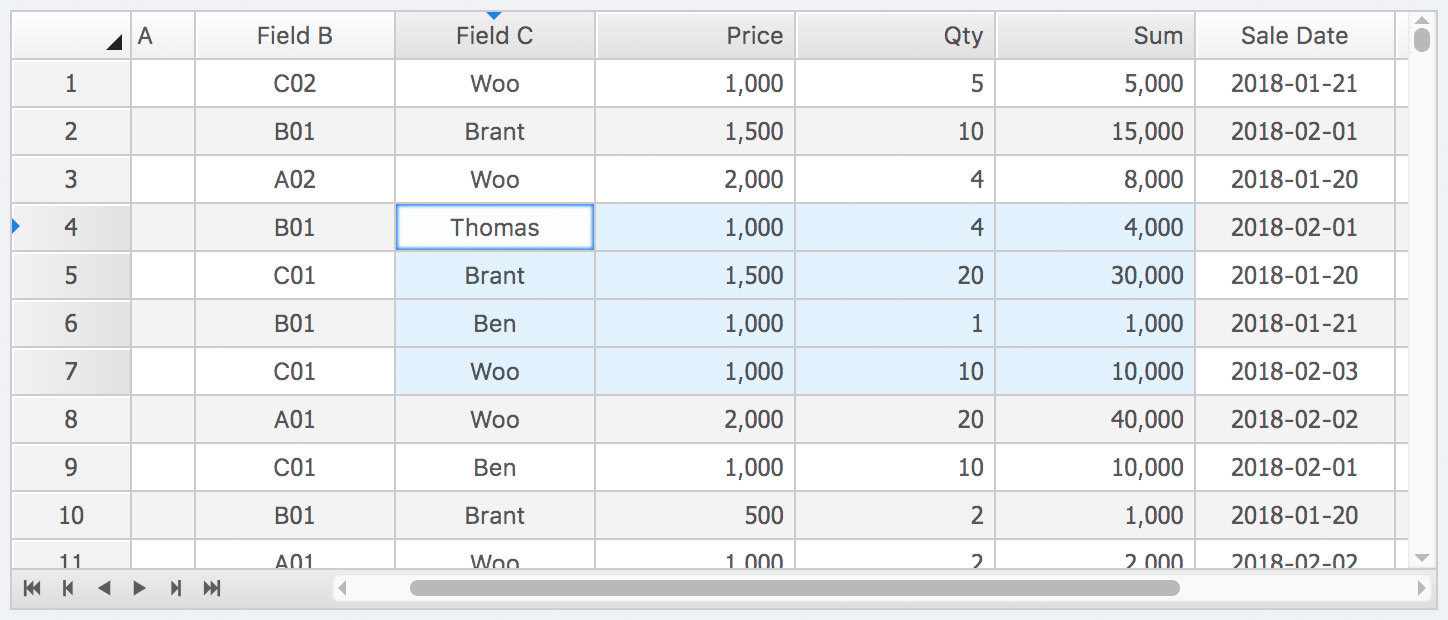 A Field B Field C Price Qty Sum Sale Date
1 C02 Woo 1,000 5 5,000 2018-01-21
2 B01 Brant 1,500 10 15,000 2018-02-01
3 A02 Woo 2,000 4 8,000 2018-01-20
4 B01 Thomas 1,000 4 4,000 2018-02-01
5 C01 Brant 1,500 20 30,000 2018-01-20
6 B01 Ben 1,000 1 1,000 2018-01-21
7 C01 Woo 1,000 10 10,000 2018-02-03
8 A01 Woo 2,000 20 40,000 2018-02-02
9 C01 Ben 1,000 10 10,000 2018-02-01
10 B01 Brant 500 2 1,000 2018-01-20
11 A01 Woo 1,000 2 2,000 2018-02-02